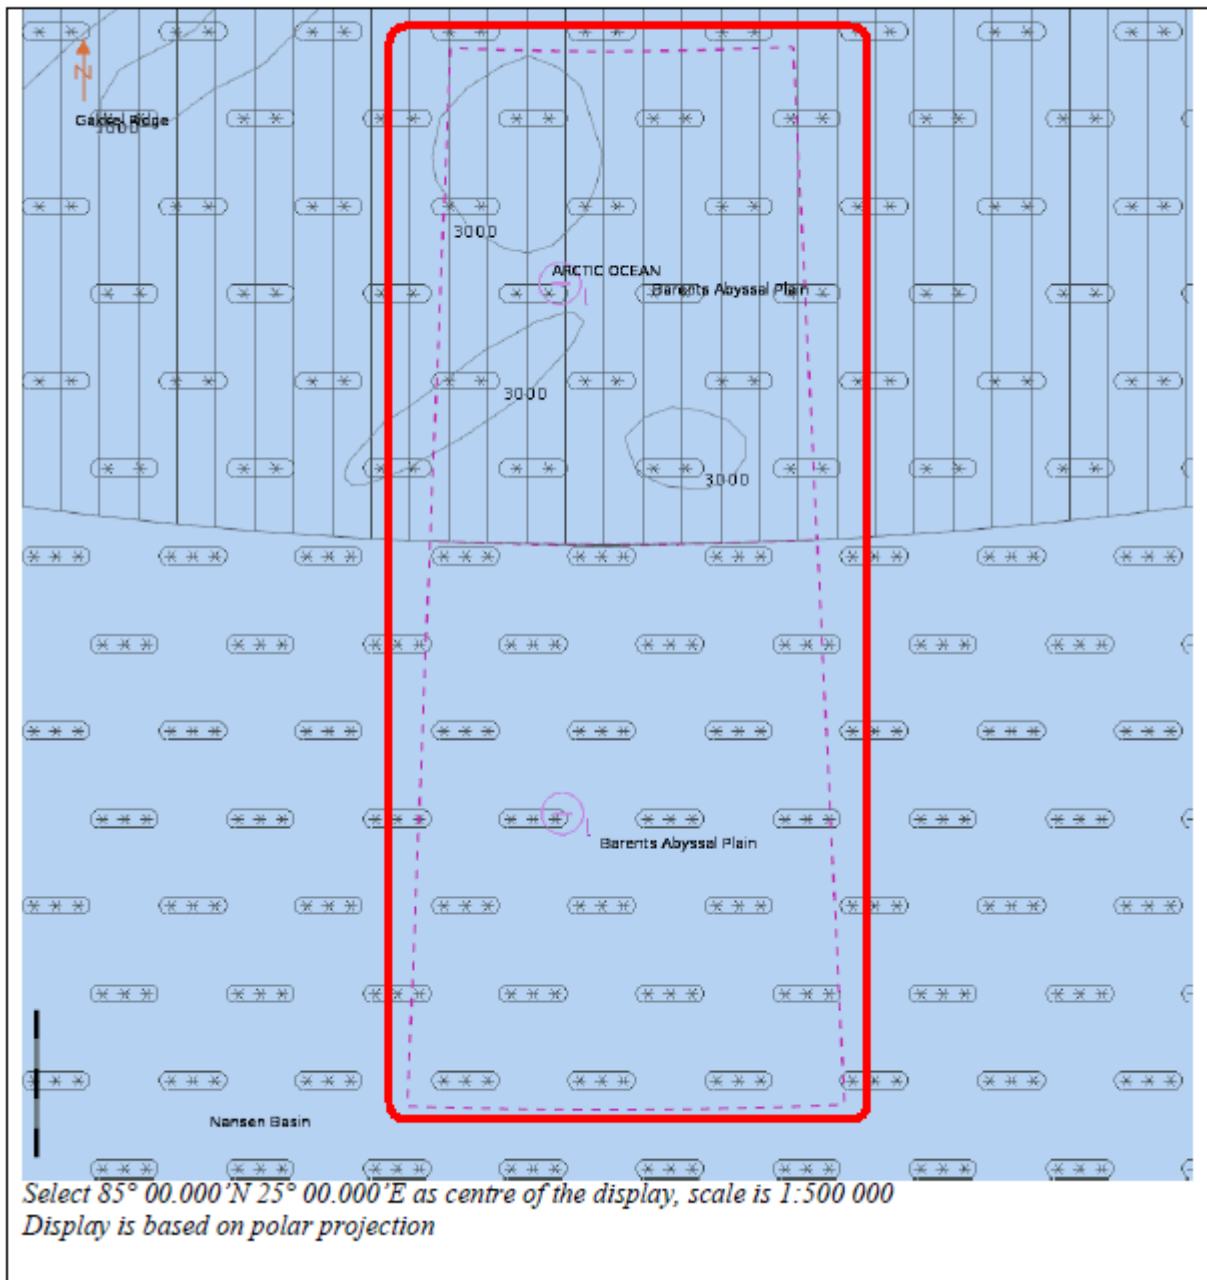 N
Gakkel Ridge
3000
3000
ARCTIC OCEAN
Barents Abyssal Plain
3000
3000
Barents Abyssal Plain
Nansen Basin
Select 85° 00.000'N 25° 00.000'E as centre of the display, scale is 1:500 000
Display is based on polar projection